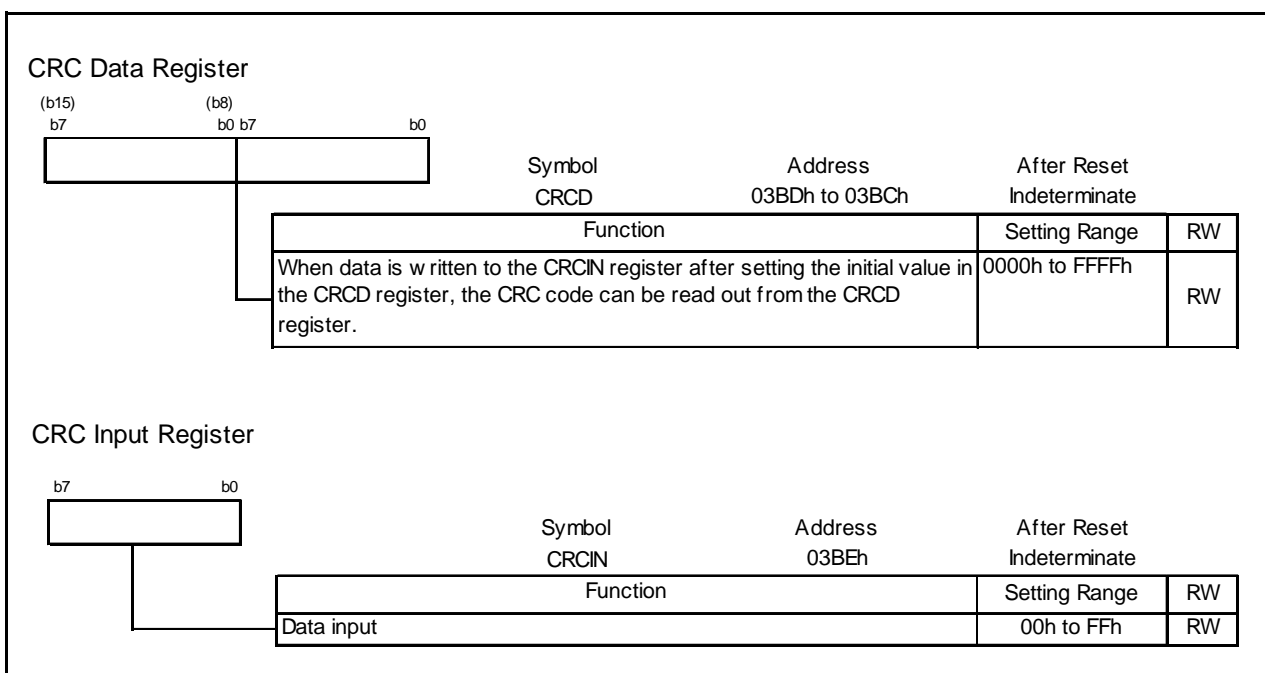 CRC Data Register
(b15) (b8)
b7 b0 b7 b0
Symbol Address After Reset
CRCD 03BDh to 03BCh Indeterminate
Function Setting Range RW
When data is written to the CRCIN register after setting the initial value in 0000h to FFFFh
the CRCD register, the CRC code can be read out from the CRCD RW
register.
CRC Input Register
b7 b0
Symbol Address After Reset
CRCIN 03BEh Indeterminate
Function Setting Range RW
Data input 00h to FFh RW